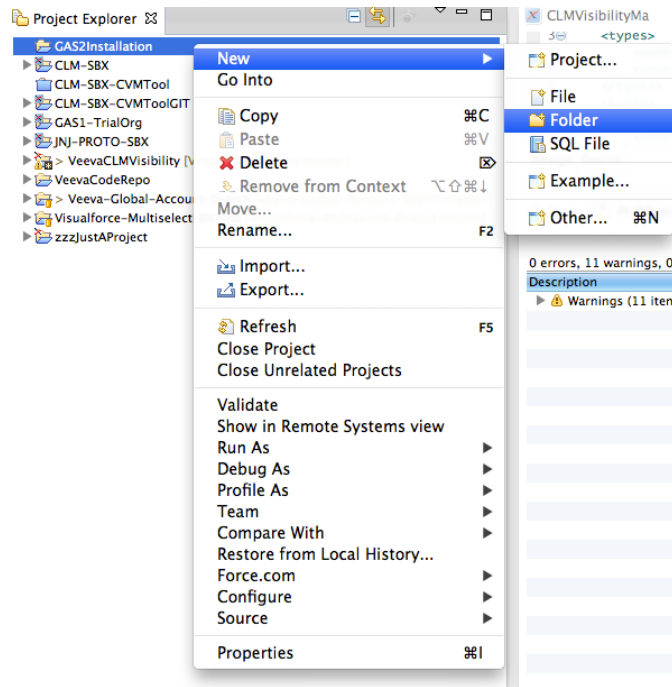 Project Explorer
GAS2Installation
CLM-SBX
CLM-SBX-CVMTool
CLM-SBX-CVMToolGIT
GAS1-TrialOrg
JNJ-PROTO-SBX
> VeevaCLMVisibility [V
VeevaCodeRepo
> Veeva-Global-Accou
Visualforce-Multiselect
zzzJustAProject
New
Go Into
Copy ⌘C
Paste ⌘V
Delete ⌦
Remove from Context ⌥⇧⌘↓
Move...
Rename... F2
Import...
Export...
Refresh F5
Close Project
Close Unrelated Projects
Validate
Show in Remote Systems view
Run As
Debug As
Profile As
Team
Compare With
Restore from Local History...
Force.com
Configure
Source
Properties ⌘I
CLMVisibilityMa
3 <types>
Project...
File
Folder
SQL File
Example...
Other... ⌘N
0 errors, 11 warnings, 0
Description
Warnings (11 item